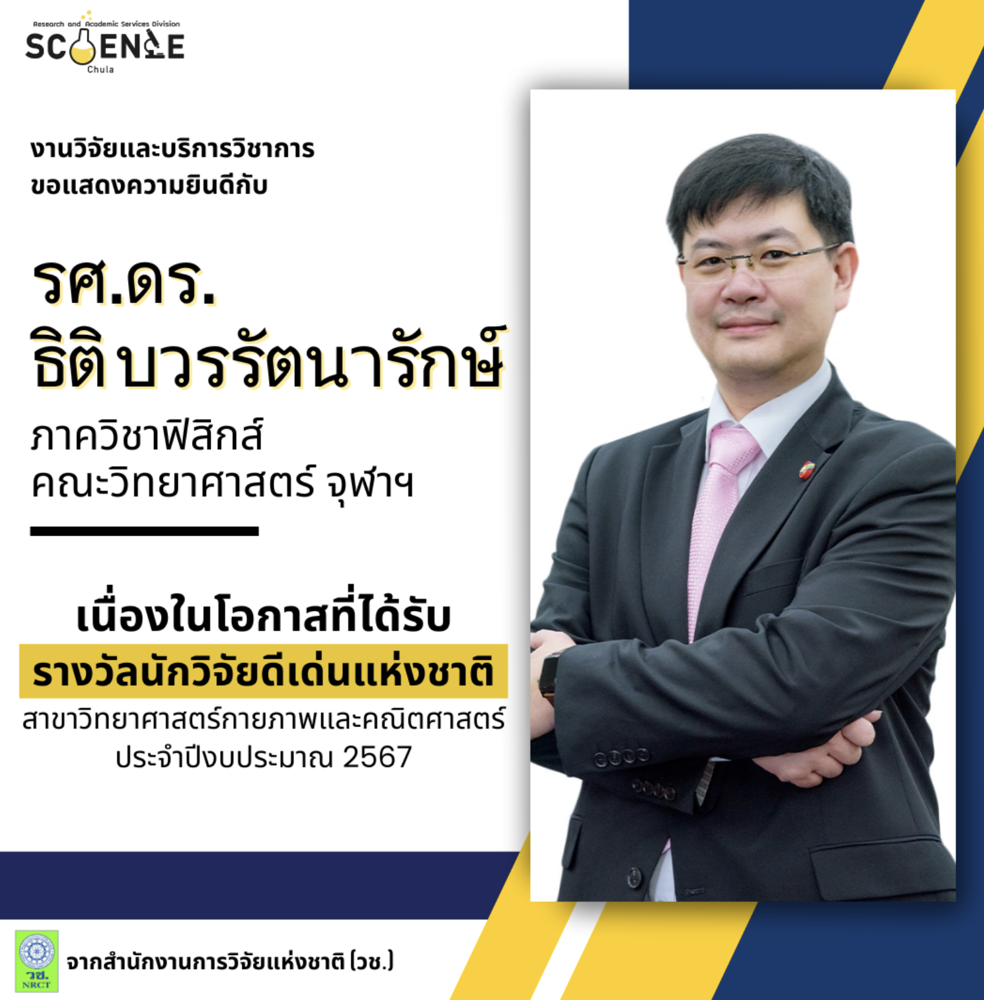 Research and Academic Services Division
SCIENCE
Chula
งานวิจัยและบริการวิชาการ
ขอแสดงความยินดีกับ
รศ.ดร.
ธิติ บวรรัตนารักษ์
ภาควิชาฟิสิกส์
คณะวิทยาศาสตร์ จุฬาฯ
เนื่องในโอกาสที่ได้รับ
รางวัลนักวิจัยดีเด่นแห่งชาติ
สาขาวิทยาศาสตร์กายภาพและคณิตศาสตร์
ประจำปีงบประมาณ 2567
วช.
NRCT
จากสำนักงานการวิจัยแห่งชาติ (วช.)